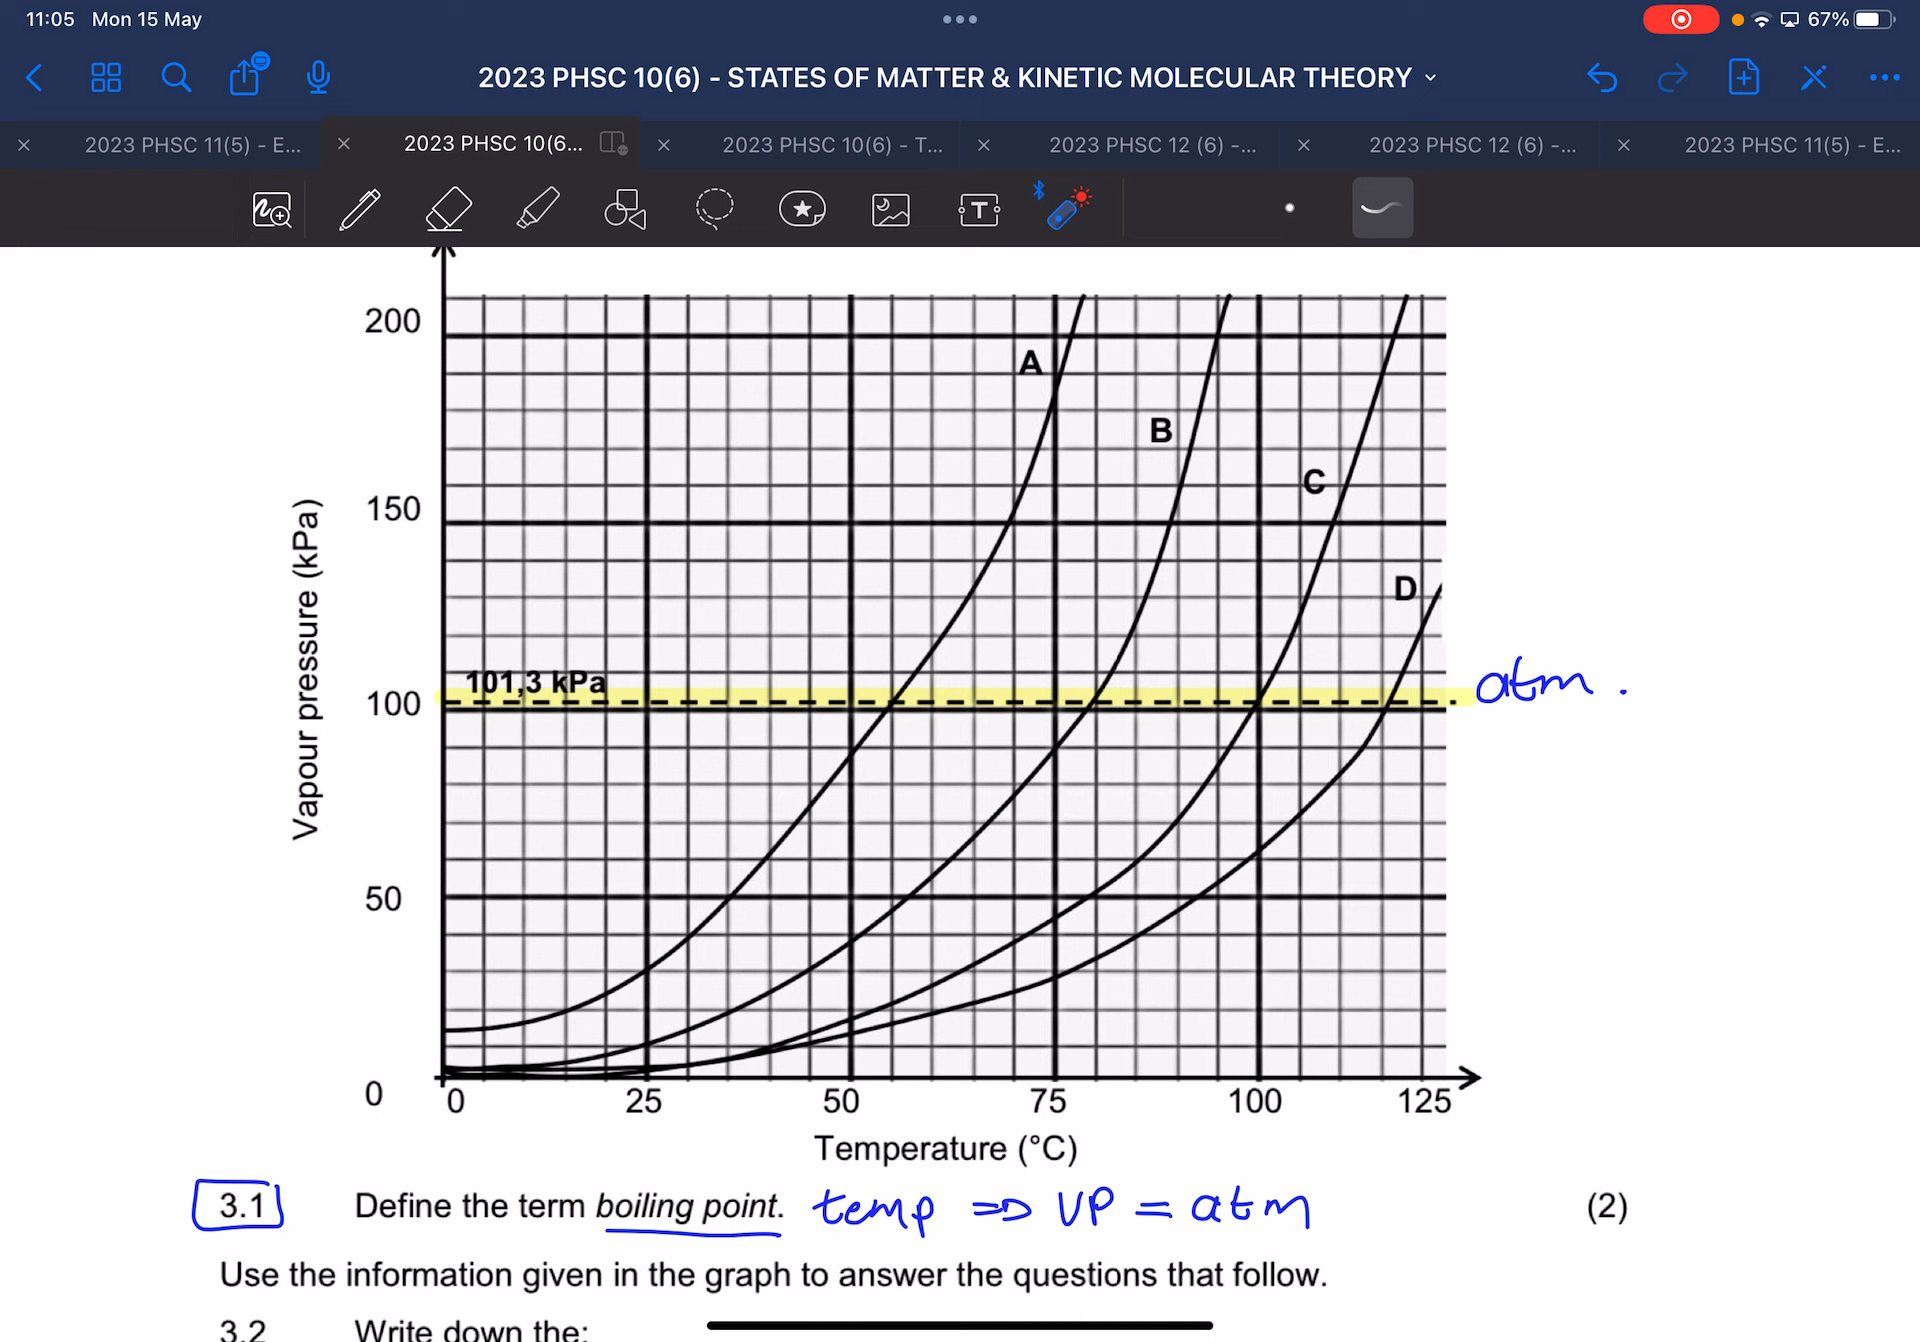 11:05 Mon 15 May
67%
2023 PHSC 10(6) - STATES OF MATTER & KINETIC MOLECULAR THEORY
2023 PHSC 11(5) - E...
2023 PHSC 10(6...
2023 PHSC 10(6) - T...
2023 PHSC 12 (6) -...
2023 PHSC 12 (6) -...
2023 PHSC 11(5) - E...
T
200
A
B
C
150
D
101,3 kPa
atm.
100
Vapour pressure (kPa)
50
0
0 25 50 75 100 125
Temperature (°C)
3.1 Define the term boiling point. temp => VP = atm (2)
Use the information given in the graph to answer the questions that follow.
3.2 Write down the: